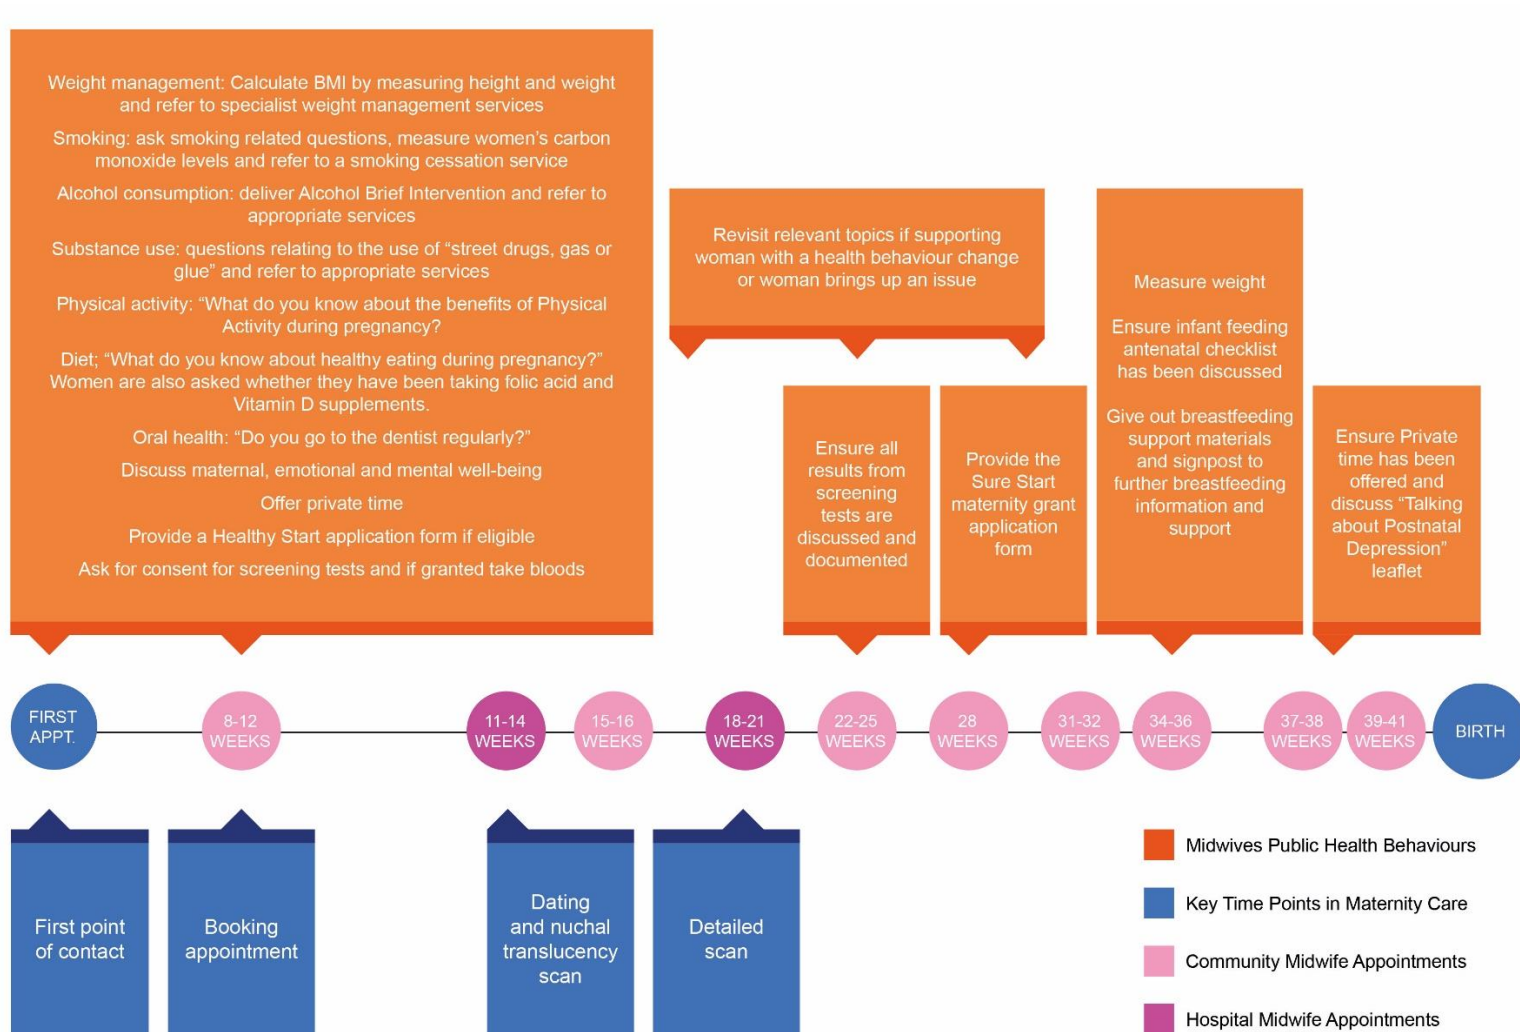 Weight management: Calculate BMI by measuring height and weight
and refer to specialist weight management services
Smoking: ask smoking related questions, measure women's carbon
monoxide levels and refer to a smoking cessation service
Alcohol consumption: deliver Alcohol Brief Intervention and refer to
appropriate services
Substance use: questions relating to the use of “street drugs, gas or
glue” and refer to appropriate services
Physical activity: “What do you know about the benefits of Physical
Activity during pregnancy?
Diet; “What do you know about healthy eating during pregnancy?”
Women are also asked whether they have been taking folic acid and
Vitamin D supplements.
Oral health: “Do you go to the dentist regularly?”
Discuss maternal, emotional and mental well-being
Offer private time
Provide a Healthy Start application form if eligible
Ask for consent for screening tests and if granted take bloods
Revisit relevant topics if supporting
woman with a health behaviour change
or woman brings up an issue
Ensure all
results from
screening
tests are
discussed and
documented
Provide the
Sure Start
maternity grant
application
form
Measure weight
Ensure infant feeding
antenatal checklist
has been discussed
Give out breastfeeding
support materials
and signpost to
further breastfeeding
information and
support
Ensure Private
time has been
offered and
discuss “Talking
about Postnatal
Depression”
leaflet
FIRST
APPT.
8-12
WEEKS
11-14
WEEKS
15-16
WEEKS
18-21
WEEKS
22-25
WEEKS
28
WEEKS
31-32
WEEKS
34-36
WEEKS
37-38
WEEKS
39-41
WEEKS
BIRTH
First point
of contact
Booking
appointment
Dating
and nuchal
translucency
scan
Detailed
scan
Midwives Public Health Behaviours
Key Time Points in Maternity Care
Community Midwife Appointments
Hospital Midwife Appointments